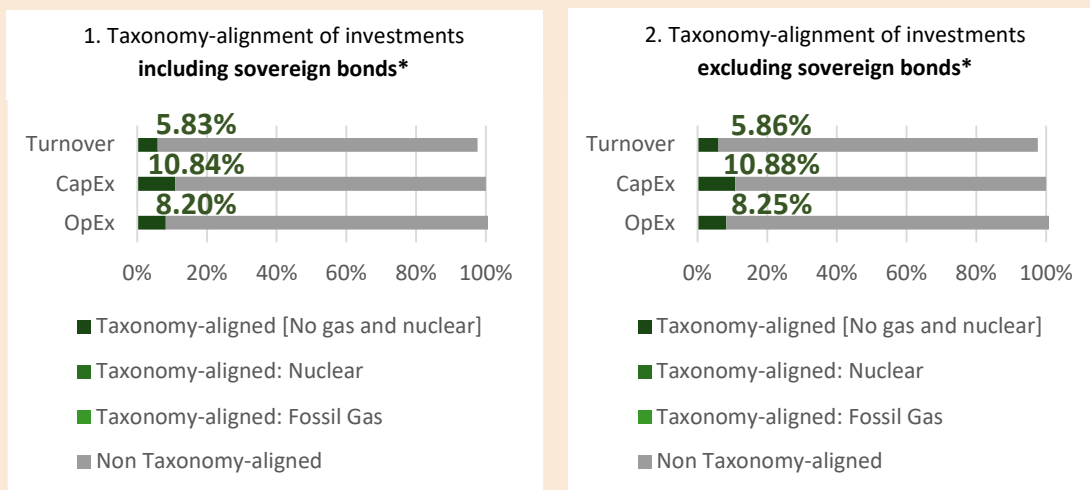 1. Taxonomy-alignment of investments
including sovereign bonds*
Turnover
5.83%
CapEx
10.84%
OpEx
8.20%
0% 20% 40% 60% 80% 100%
Taxonomy-aligned [No gas and nuclear]
Taxonomy-aligned: Nuclear
Taxonomy-aligned: Fossil Gas
Non Taxonomy-aligned
2. Taxonomy-alignment of investments
excluding sovereign bonds*
Turnover
5.86%
CapEx
10.88%
OpEx
8.25%
0% 20% 40% 60% 80% 100%
Taxonomy-aligned [No gas and nuclear]
Taxonomy-aligned: Nuclear
Taxonomy-aligned: Fossil Gas
Non Taxonomy-aligned